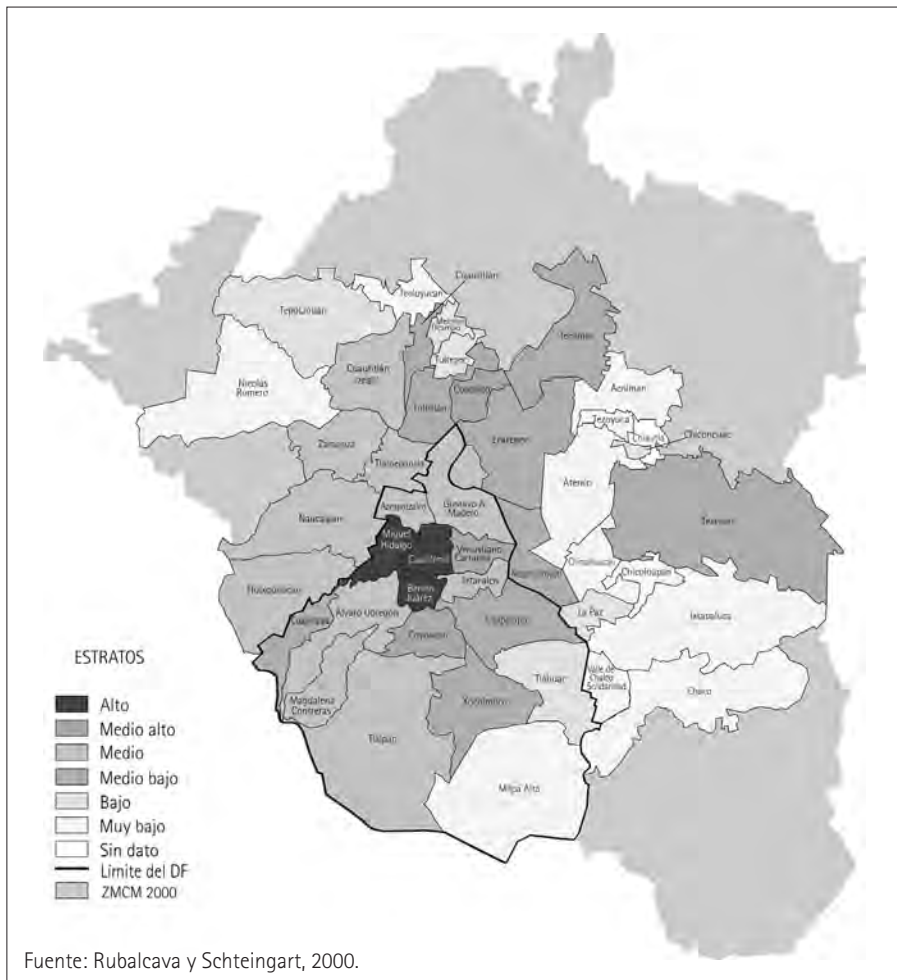 Cuautitlán
Teoloyucan
Tepotzotlán
Melchor
Ocampo
Tultepec
Tecámac
Cuautitlán
Izcalli
Nicolás
Romero
Coacalco
Tultitlán
Acolman
Tezoyuca
Chiautla
Chiconcuac
Ecatepec
Zaragoza
Tlalnepantla
Atenco
Texcoco
Azcapotzalco
Gustavo A.
Madero
Naucalpan
Miguel
Hidalgo
Cuauhtémoc
Venustiano
Carranza
Nezahualcóyotl
Chimalhuacán
Chicoloapan
Huixquilucan
Benito
Juárez
Iztacalco
La Paz
Ixtapaluca
Cuajimalpa
Álvaro Obregón
Coyoacán
Iztapalapa
Tláhuac
Valle de
Chalco
Solidaridad
Chalco
Magdalena
Contreras
Xochimilco
Tlalpan
Milpa Alta
ESTRATOS
Alto
Medio alto
Medio
Medio bajo
Bajo
Muy bajo
Sin dato
Límite del DF
ZMCM 2000
Fuente: Rubalcava y Schteingart, 2000.